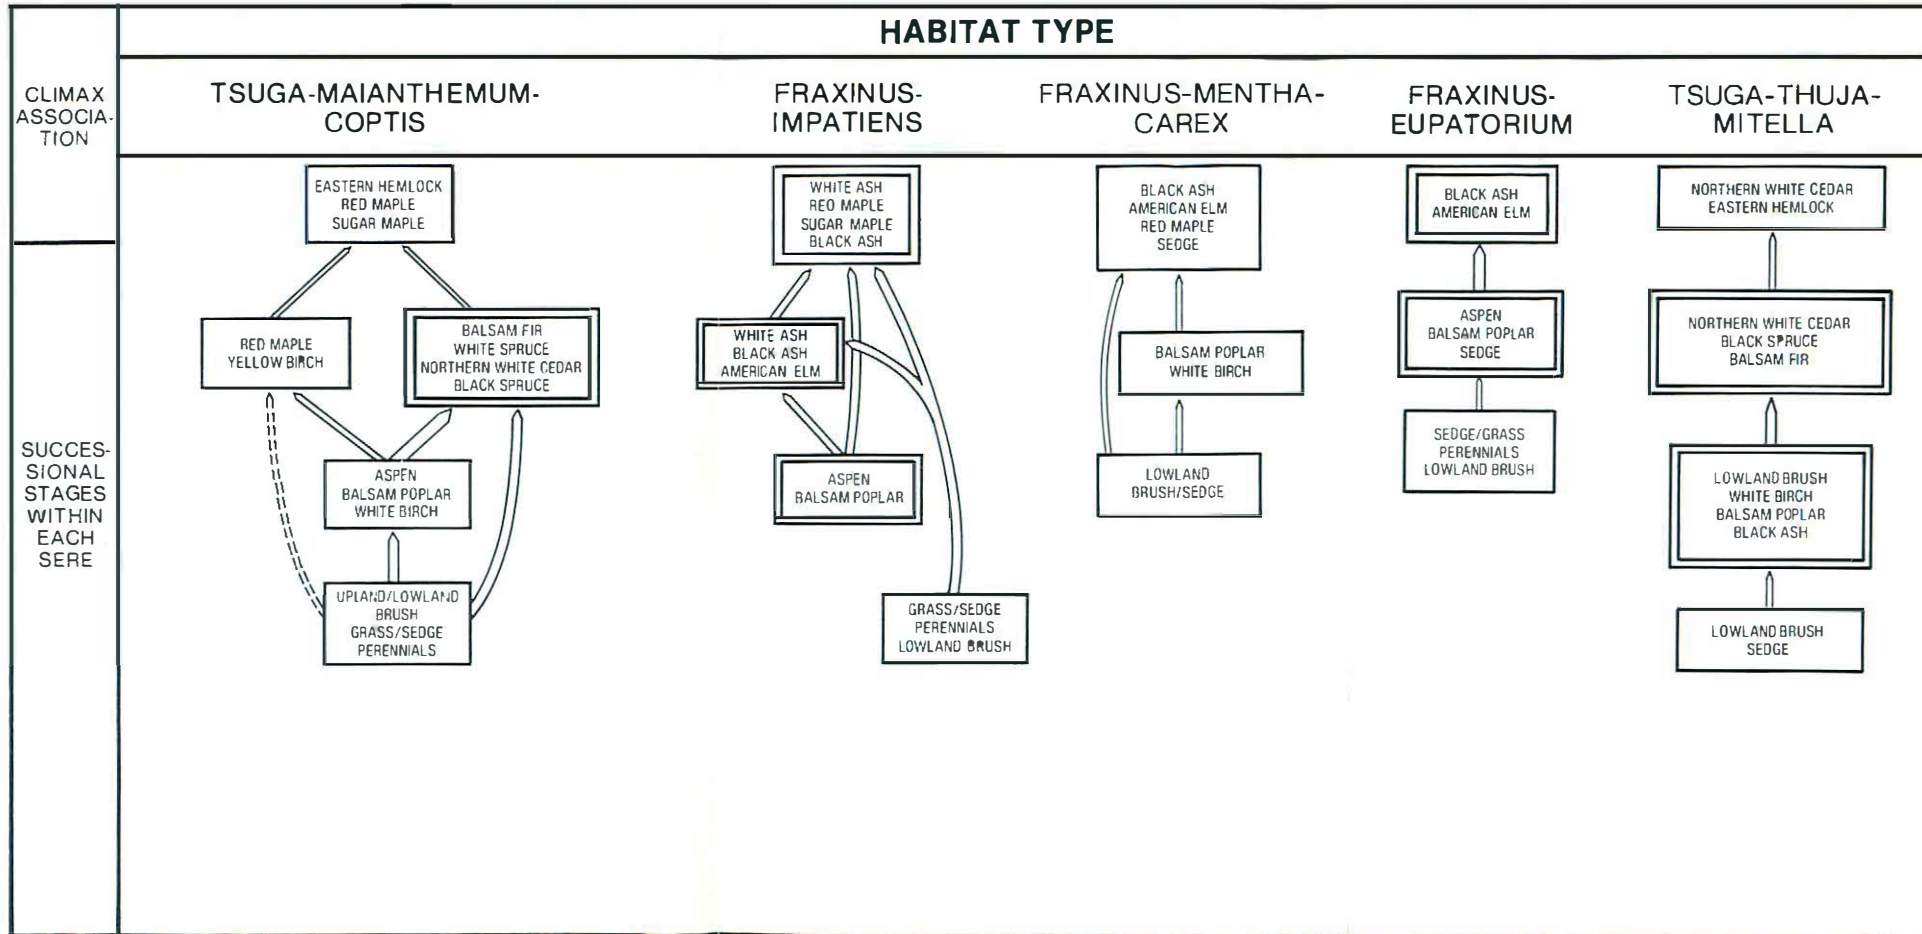 HABITAT TYPE
CLIMAX
ASSOCIA-
TION
TSUGA-MAIANTHEMUM-
COPTIS
FRAXINUS-
IMPATIENS
FRAXINUS-MENTHA-
CAREX
FRAXINUS-
EUPATORIUM
TSUGA-THUJA-
MITELLA
EASTERN HEMLOCK
RED MAPLE
SUGAR MAPLE
WHITE ASH
REO MAPLE
SUGAR MAPLE
BLACK ASH
BLACK ASH
AMERICAN ELM
RED MAPLE
SEDGE
BLACK ASH
AMERICAN ELM
NORTHERN WHITE CEDAR
EASTERN HEMLOCK
SUCCES-
SIONAL
STAGES
WITHIN
EACH
SERE
RED MAPLE
YELLOW BIRCH
BALSAM FIR
WHITE SPRUCE
NORTHERN WHITE CEDAR
BLACK SPRUCE
WHITE ASH
BLACK ASH
AMERICAN ELM
BALSAM POPLAR
WHITE BIRCH
ASPEN
BALSAM POPLAR
SEDGE
NORTHERN WHITE CEDAR
BLACK SPRUCE
BALSAM FIR
ASPEN
BALSAM POPLAR
WHITE BIRCH
ASPEN
BALSAM POPLAR
LOWLAND
BRUSH/SEDGE
SEDGE/GRASS
PERENNIALS
LOWLAND BRUSH
LOWLAND BRUSH
WHITE BIRCH
BALSAM POPLAR
BLACK ASH
UPLAND/LOWLAND
BRUSH
GRASS/SEDGE
PERENNIALS
GRASS/SEDGE
PERENNIALS
LOWLAND BRUSH
LOWLAND BRUSH
SEDGE